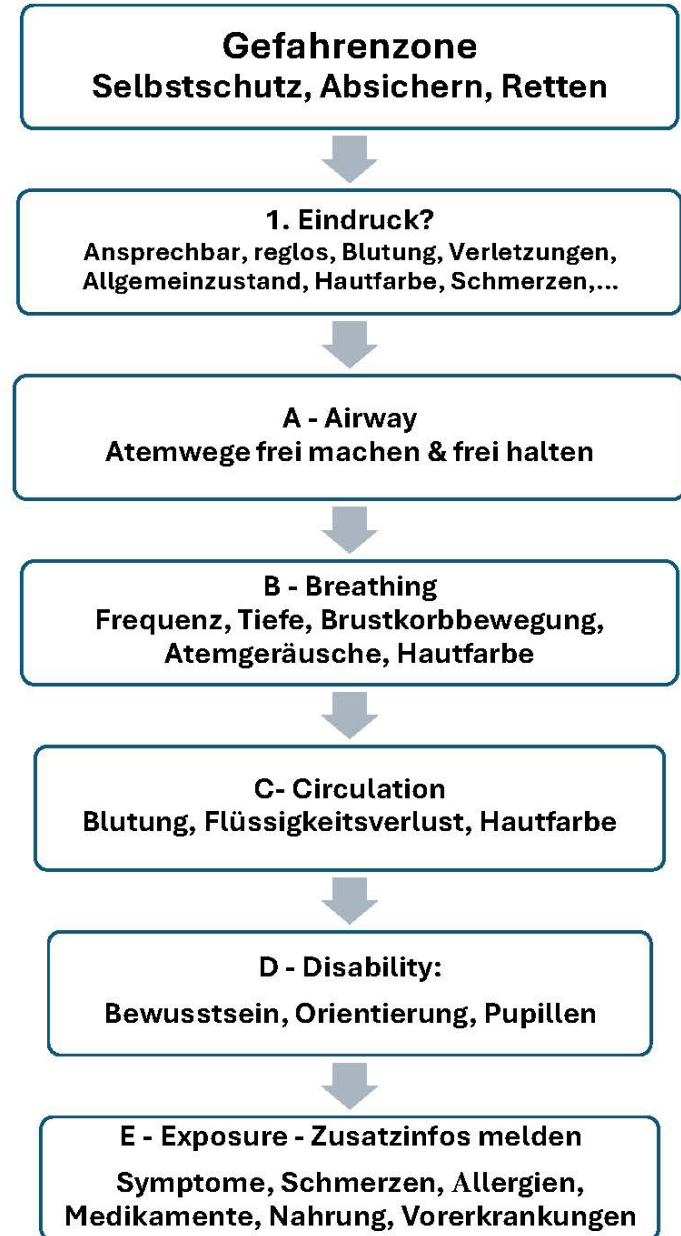 Gefahrenzone
Selbstschutz, Absichern, Retten
1. Eindruck?
Ansprechbar, reglos, Blutung, Verletzungen,
Allgemeinzustand, Hautfarbe, Schmerzen,...
A - Airway
Atemwege frei machen & frei halten
B - Breathing
Frequenz, Tiefe, Brustkorbbewegung,
Atemgeräusche, Hautfarbe
C- Circulation
Blutung, Flüssigkeitsverlust, Hautfarbe
D - Disability:
Bewusstsein, Orientierung, Pupillen
E - Exposure - Zusatzinfos melden
Symptome, Schmerzen, Allergien,
Medikamente, Nahrung, Vorerkrankungen